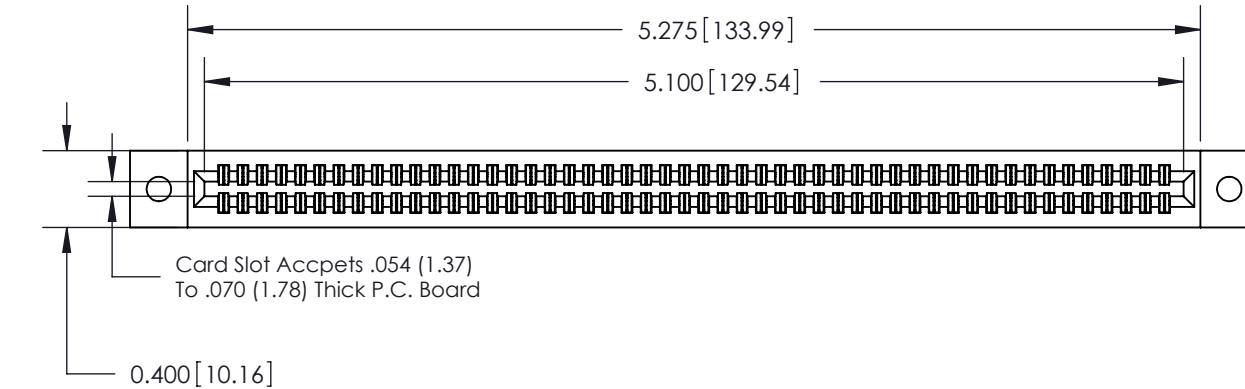 5.275[133.99]
5.100[129.54]
Card Slot Accpets .054 (1.37)
To .070 (1.78) Thick P.C. Board
0.400[10.16]